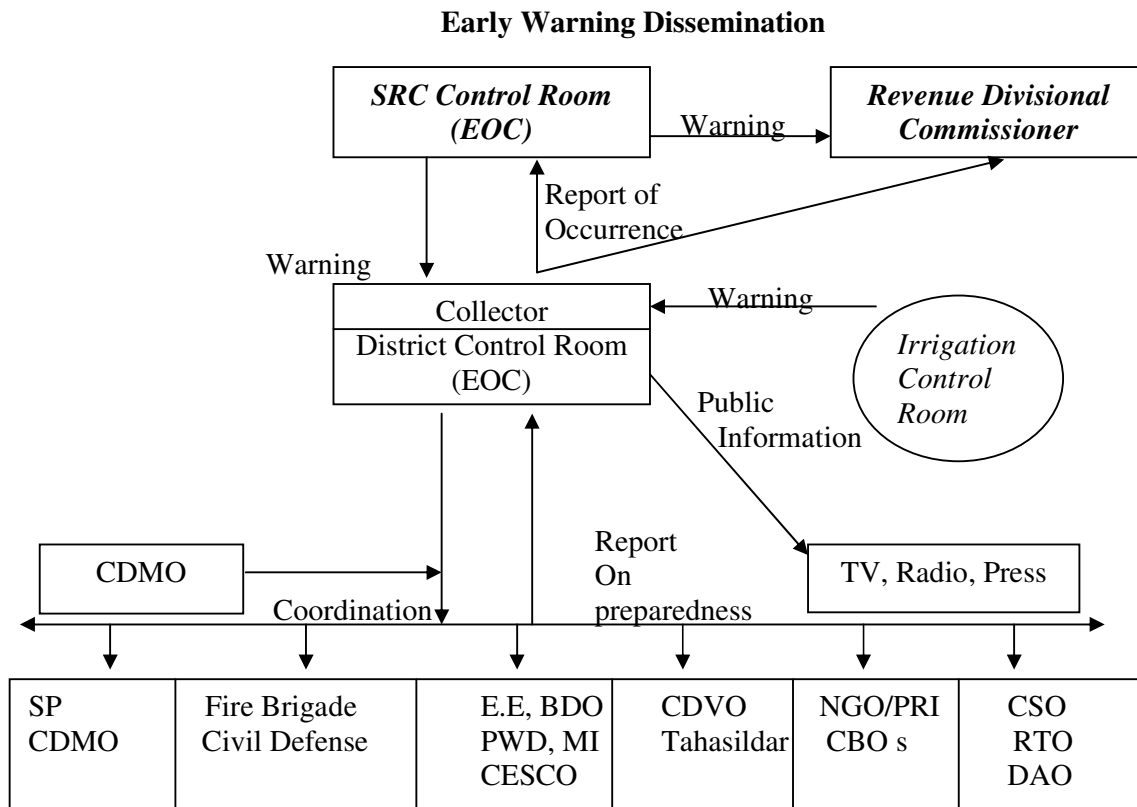 Early Warning Dissemination
SRC Control Room
(EOC)
Warning
Revenue Divisional
Commissioner
Report of
Occurrence
Warning
Collector
District Control Room
(EOC)
Warning
Irrigation
Control
Room
Public
Information
CDMO
Coordination
Report
On
preparedness
TV, Radio, Press
SP
CDMO
Fire Brigade
Civil Defense
E.E, BDO
PWD, MI
CESCO
CDVO
Tahasildar
NGO/PRI
CBO s
CSO
RTO
DAO